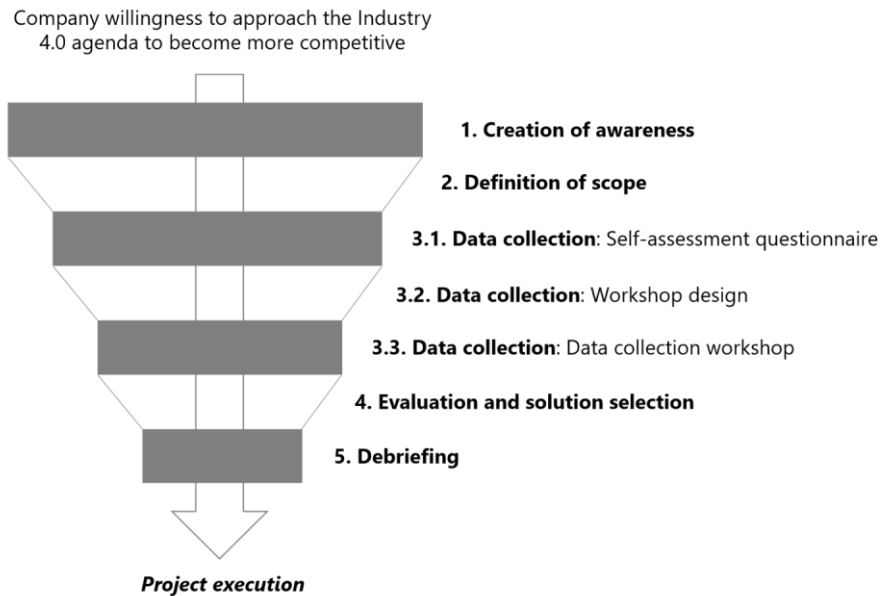 Company willingness to approach the Industry
4.0 agenda to become more competitive
1. Creation of awareness
2. Definition of scope
3.1. Data collection: Self-assessment questionnaire
3.2. Data collection: Workshop design
3.3. Data collection: Data collection workshop
4. Evaluation and solution selection
5. Debriefing
Project execution